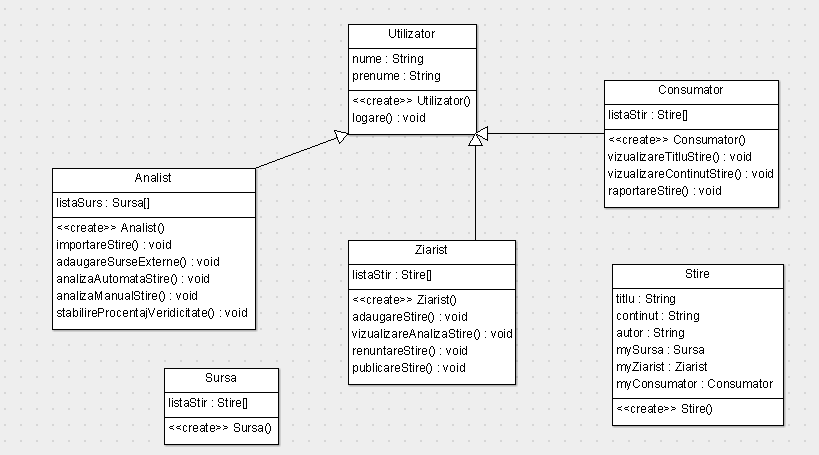 Utilizator
nume : String
prenume : String
<<create>> Utilizator()
logare() : void
Consumator
listaStir : Stire[]
<<create>> Consumator()
vizualizareTitluStire() : void
vizualizareContinutStire() : void
raportareStire() : void
Analist
listaSurs : Sursa[]
<<create>> Analist()
importareStire() : void
adaugareSurseExterne() : void
analizaAutomataStire() : void
analizaManualStire() : void
stabilireProcentajVeridicitate() : void
Ziarist
listaStir : Stire[]
<<create>> Ziarist()
adaugareStire() : void
vizualizareAnalizaStire() : void
renuntareStire() : void
publicareStire() : void
Stire
titlu : String
continut : String
autor : String
mySursa : Sursa
myZiarist : Ziarist
myConsumator : Consumator
<<create>> Stire()
Sursa
listaStir : Stire[]
<<create>> Sursa()